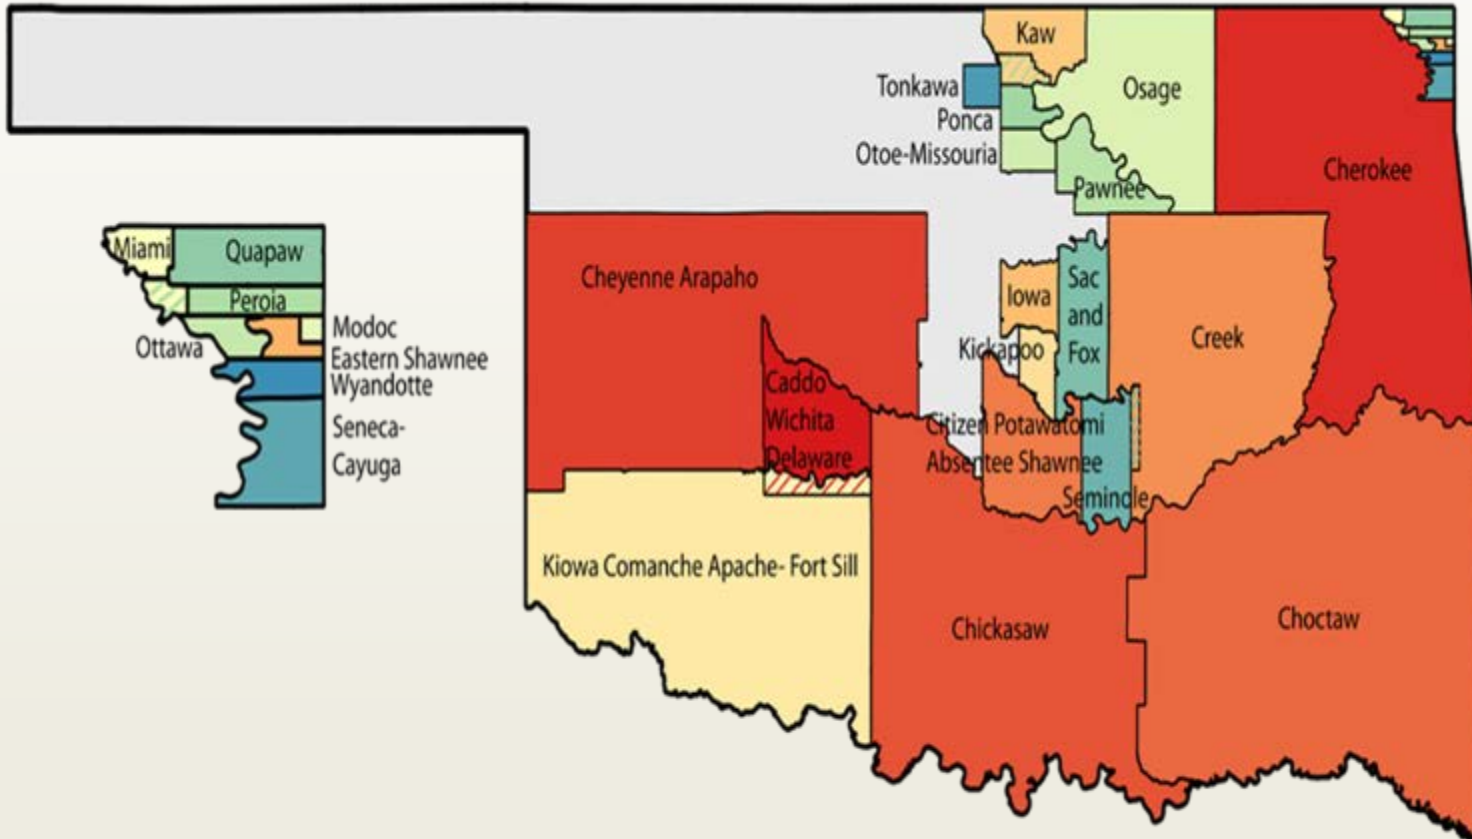 Kaw
Tonkawa
Osage
Ponca
Otoe-Missouria
Cherokee
Pawnee
Miami
Quapaw
Cheyenne Arapaho
Sac
and
Fox
Iowa
Peroia
Modoc
Ottawa
Eastern Shawnee
Wyandotte
Kickapoo
Creek
Caddo
Wichita
Delaware
Citizen Potawatomi
Absentee Shawnee
Seneca-
Cayuga
Seminole
Kiowa Comanche Apache- Fort Sill
Chickasaw
Choctaw